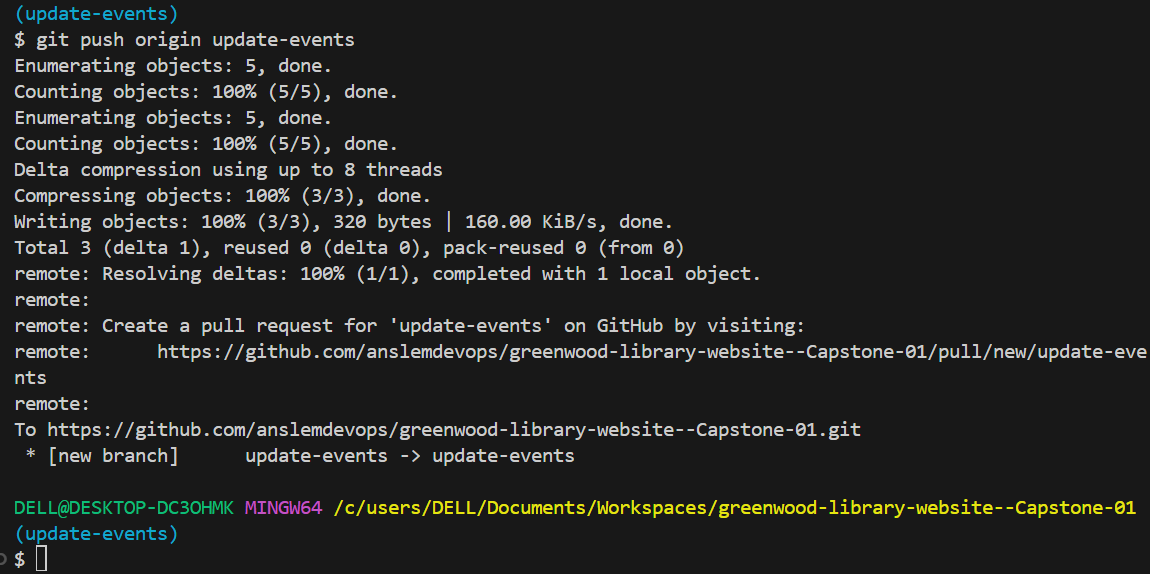 (update-events)
$ git push origin update-events
Enumerating objects: 5, done.
Counting objects: 100% (5/5), done.
Enumerating objects: 5, done.
Counting objects: 100% (5/5), done.
Delta compression using up to 8 threads
Compressing objects: 100% (3/3), done.
Writing objects: 100% (3/3), 320 bytes | 160.00 KiB/s, done.
Total 3 (delta 1), reused 0 (delta 0), pack-reused 0 (from 0)
remote: Resolving deltas: 100% (1/1), completed with 1 local object.
remote:
remote: Create a pull request for 'update-events' on GitHub by visiting:
remote:      https://github.com/anslemdevops/greenwood-library-website--Capstone-01/pull/new/update-eve
nts
remote:
To https://github.com/anslemdevops/greenwood-library-website--Capstone-01.git
 * [new branch]      update-events -> update-events
DELL@DESKTOP-DC3OHMK MINGW64 /c/users/DELL/Documents/Workspaces/greenwood-library-website--Capstone-01
(update-events)
$